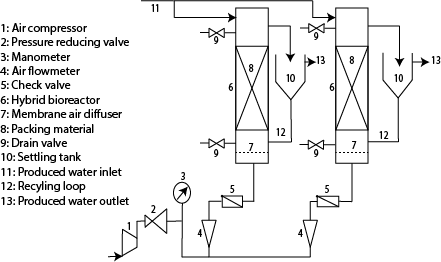 1: Air compressor
2: Pressure reducing valve
3: Manometer
4: Air flowmeter
5: Check valve
6: Hybrid bioreactor
7: Membrane air diffuser
8: Packing material
9: Drain valve
10: Settling tank
11: Produced water inlet
12: Recyling loop
13: Produced water outlet
11
9
9
13
13
8
10
8
10
6
6
12
12
9
7
9
7
3
5
5
2
1
4
4